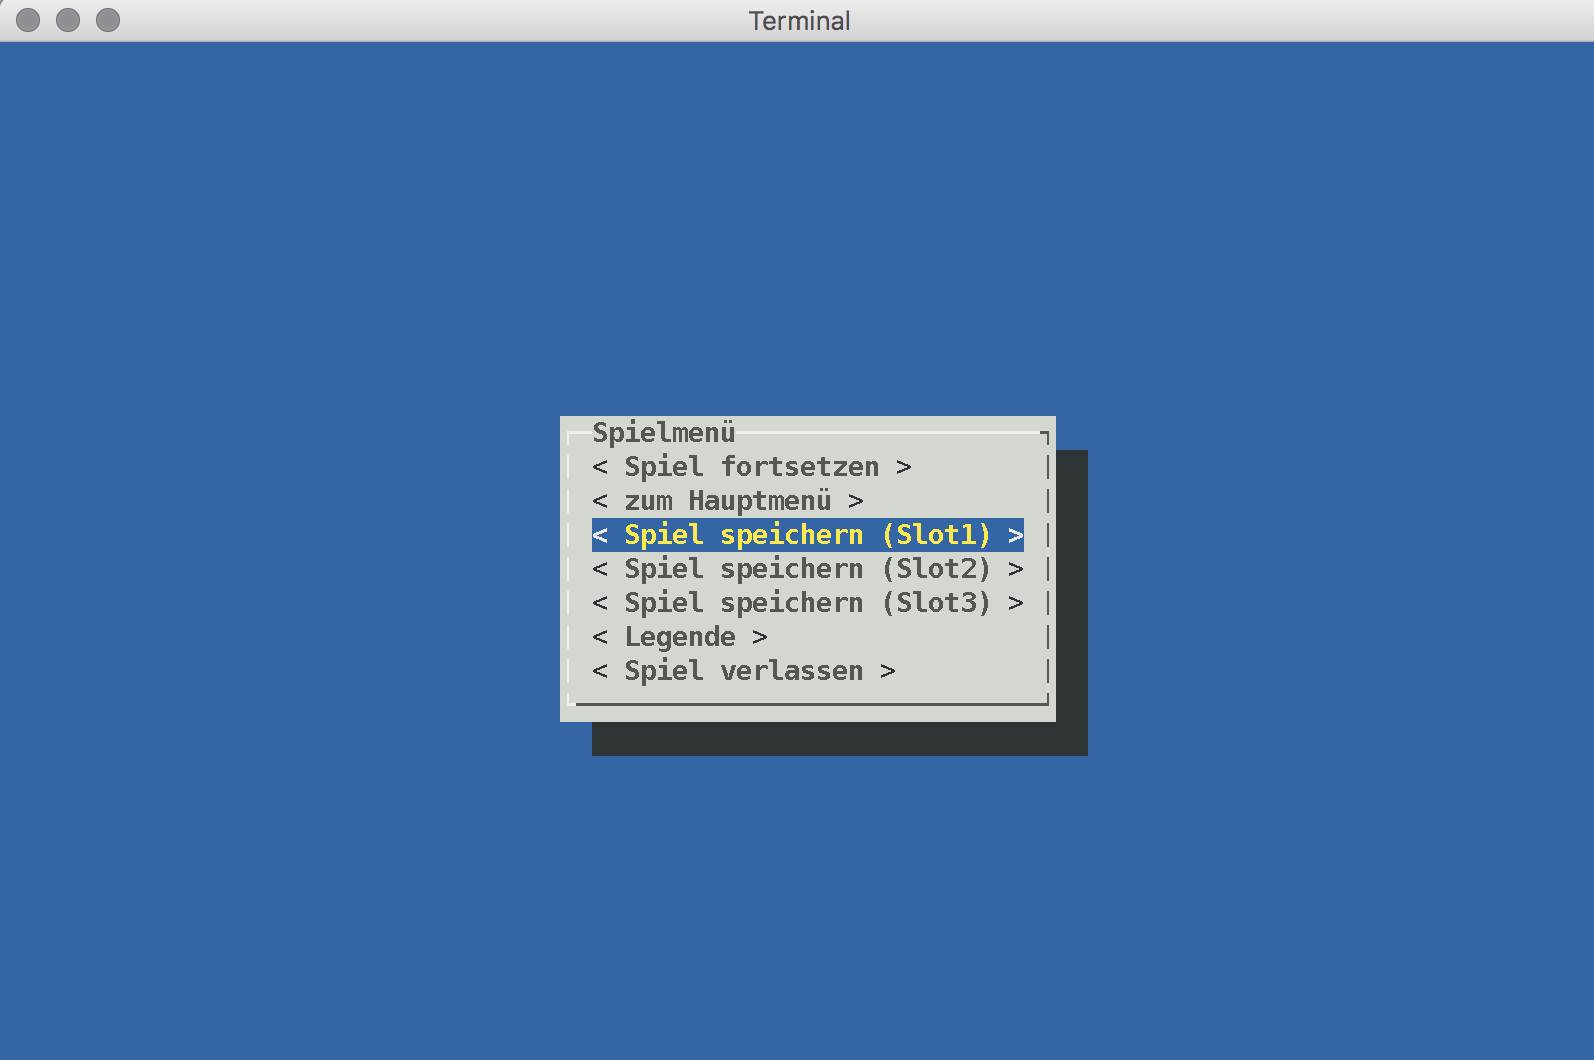 Terminal
Spielmenü
< Spiel fortsetzen >
< zum Hauptmenü >
< Spiel speichern (Slot1) >
< Spiel speichern (Slot2) >
< Spiel speichern (Slot3) >
< Legende >
< Spiel verlassen >